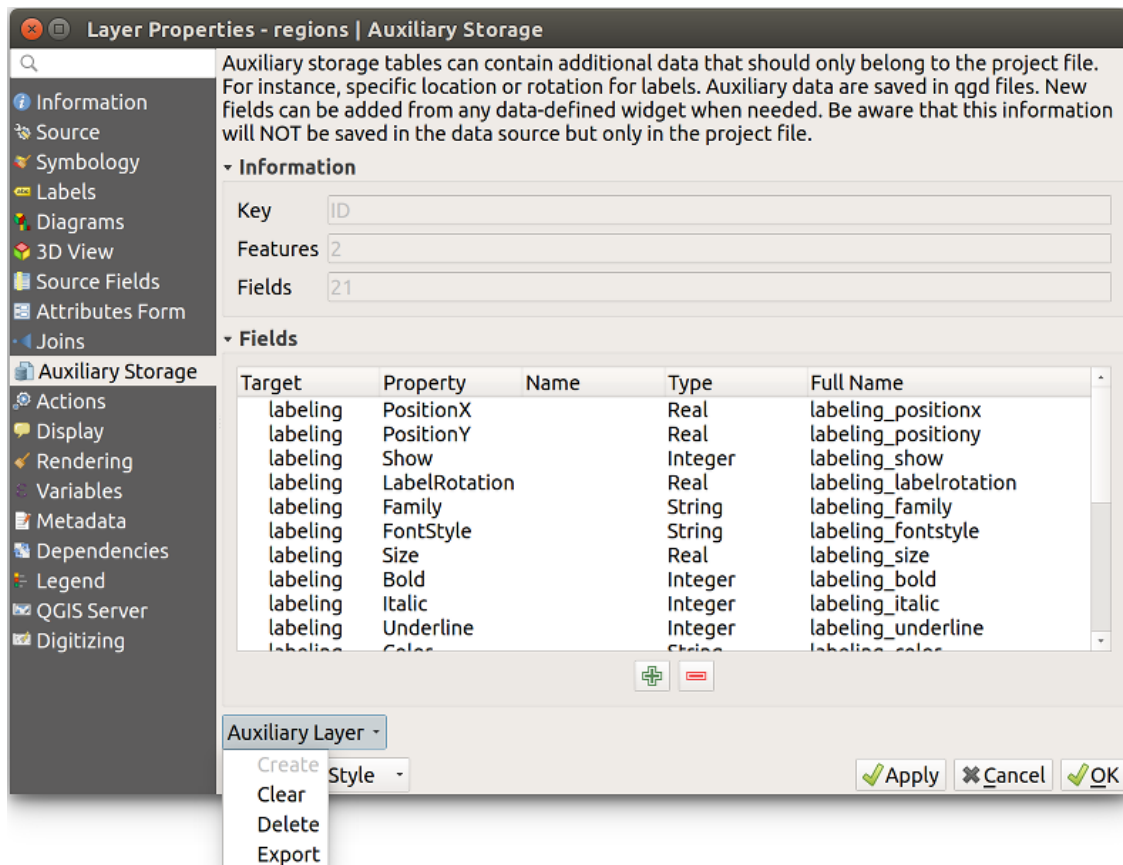 Layer Properties - regions | Auxiliary Storage
Information
Source
Symbology
Labels
Diagrams
3D View
Source Fields
Attributes Form
Joins
Auxiliary Storage
Actions
Display
Rendering
Variables
Metadata
Dependencies
Legend
QGIS Server
Digitizing
Auxiliary storage tables can contain additional data that should only belong to the project file.
For instance, specific location or rotation for labels. Auxiliary data are saved in qgd files. New
fields can be added from any data-defined widget when needed. Be aware that this information
will NOT be saved in the data source but only in the project file.
Information
Key ID
Features 2
Fields 21
Fields
Target Property Name Type Full Name
labeling PositionX Real labeling_positionx
labeling PositionY Real labeling_positiony
labeling Show Integer labeling_show
labeling LabelRotation Real labeling_labelrotation
labeling Family String labeling_family
labeling FontStyle String labeling_fontstyle
labeling Size Real labeling_size
labeling Bold Integer labeling_bold
labeling Italic Integer labeling_italic
labeling Underline Integer labeling_underline
labeling Color String labeling_color
Auxiliary Layer
Create
Clear
Delete
Export
Style
Apply Cancel OK